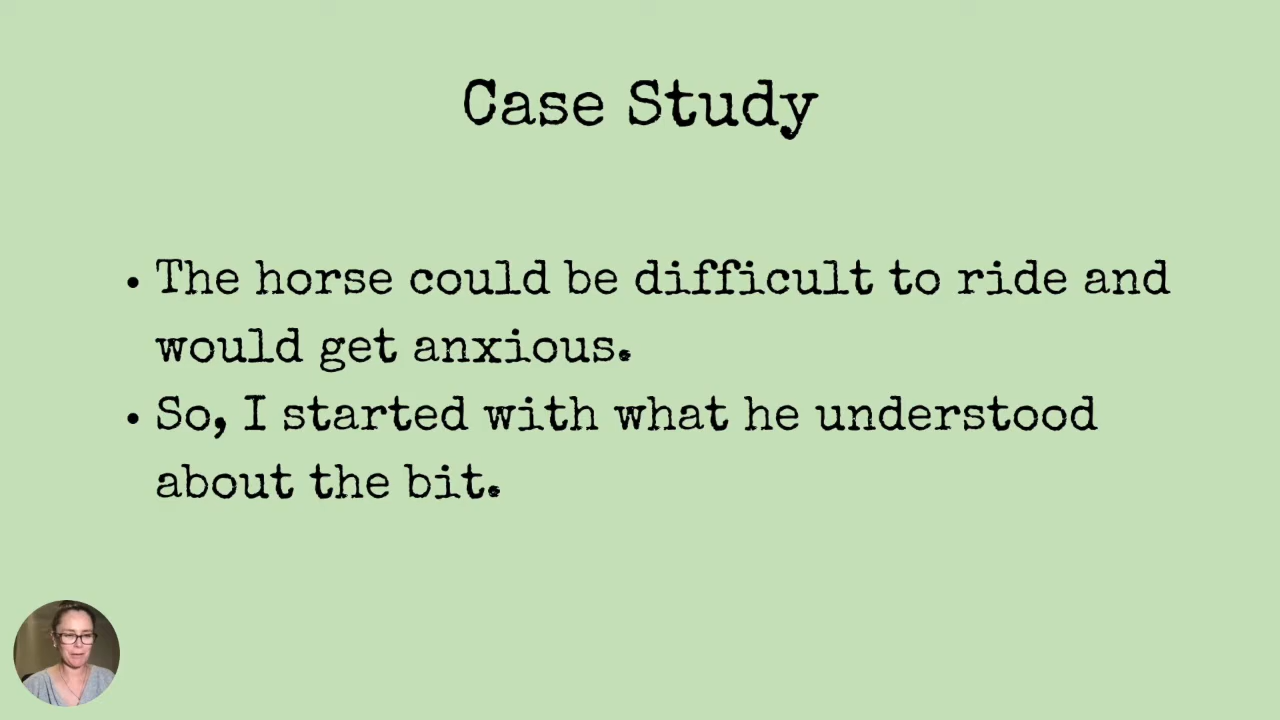 Case Study
• The horse could be difficult to ride and
would get anxious.
• So, I started with what he understood
about the bit.